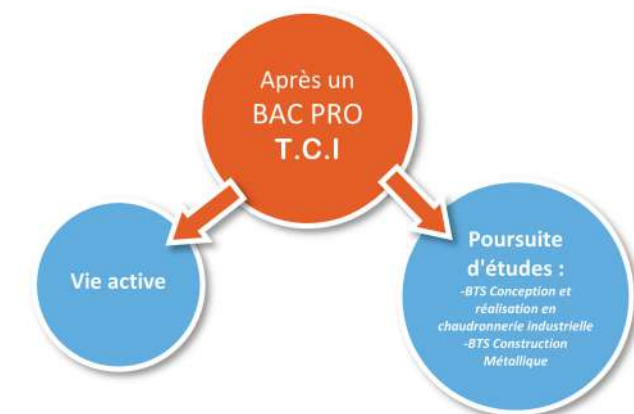 Après un
BAC PRO
T.C.I
Vie active
Poursuite
d'études :
-BTS Conception et
réalisation en
chaudronnerie industrielle
-BTS Construction
Métallique